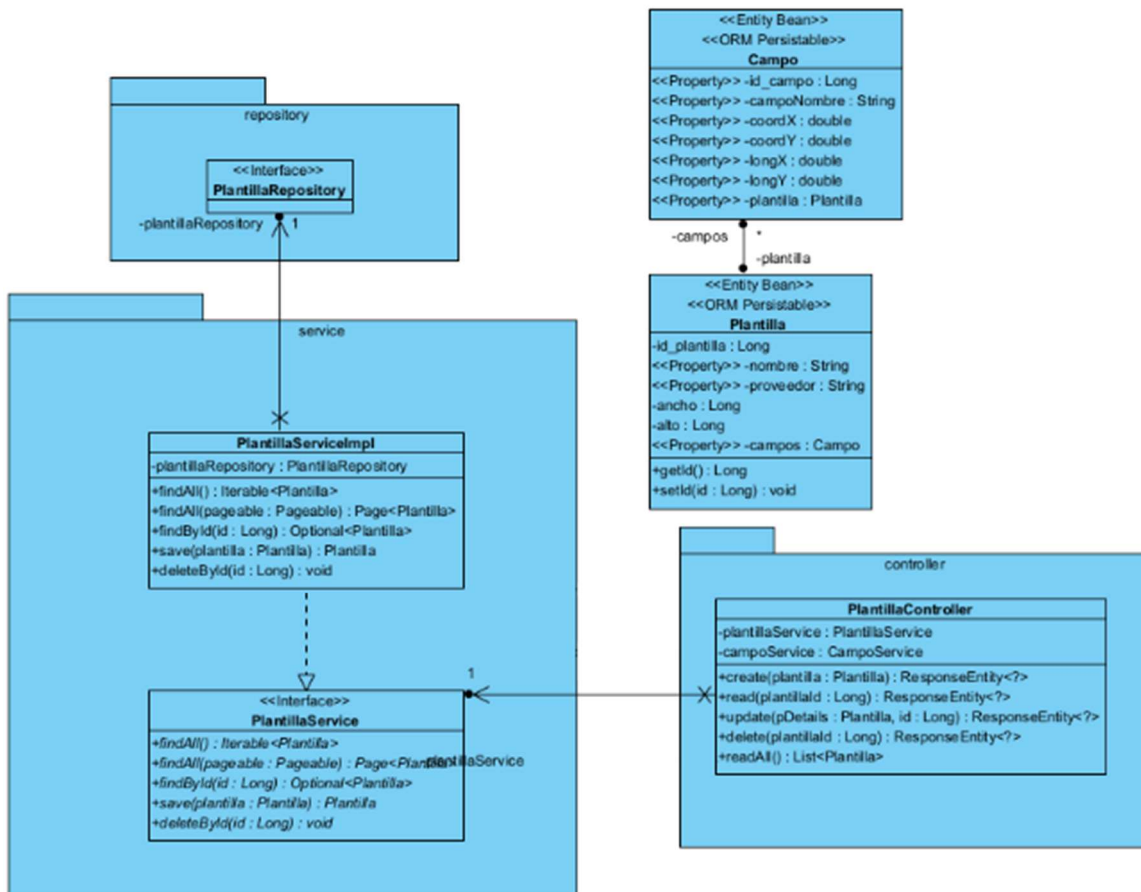 repository
<<Interface>>
PlantillaRepository
-plantillaRepository
1
<<Entity Bean>>
<<ORM Persistable>>
Campo
<<Property>> -id_campo : Long
<<Property>> -campoNombre : String
<<Property>> -coordX : double
<<Property>> -coordY : double
<<Property>> -longX : double
<<Property>> -longY : double
<<Property>> -plantilla : Plantilla
-campos
*
-plantilla
<<Entity Bean>>
<<ORM Persistable>>
Plantilla
-id_plantilla : Long
<<Property>> -nombre : String
<<Property>> -proveedor : String
-ancho : Long
-alto : Long
<<Property>> -campos : Campo
+getId() : Long
+setId(id : Long) : void
service
PlantillaServiceImpl
-plantillaRepository : PlantillaRepository
+findAll() : Iterable<Plantilla>
+findAll(pageable : Pageable) : Page<Plantilla>
+findById(id : Long) : Optional<Plantilla>
+save(plantilla : Plantilla) : Plantilla
+deleteById(id : Long) : void
<<Interface>>
PlantillaService
+findAll() : Iterable<Plantilla>
+findAll(pageable : Pageable) : Page<Plantilla>
+findById(id : Long) : Optional<Plantilla>
+save(plantilla : Plantilla) : Plantilla
+deleteById(id : Long) : void
1
-plantillaService
controller
PlantillaController
-plantillaService : PlantillaService
-campoService : CampoService
+create(plantilla : Plantilla) : ResponseEntity<?>
+read(plantillaId : Long) : ResponseEntity<?>
+update(pDetails : Plantilla, id : Long) : ResponseEntity<?>
+delete(plantillaId : Long) : ResponseEntity<?>
+readAll() : List<Plantilla>